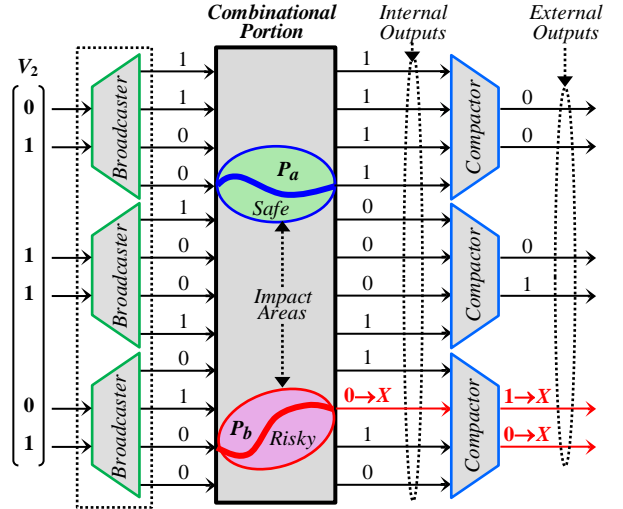 Combinational
Portion
Internal
Outputs
External
Outputs
V2
0
1
1
1
0
1
Broadcaster
Broadcaster
Broadcaster
1
1
0
0
1
0
0
1
0
1
0
0
Pa
Safe
Impact
Areas
Pb
Risky
1
1
1
1
0
0
0
1
1
0→X
1
0
Compactor
Compactor
Compactor
0
0
0
1
1→X
0→X